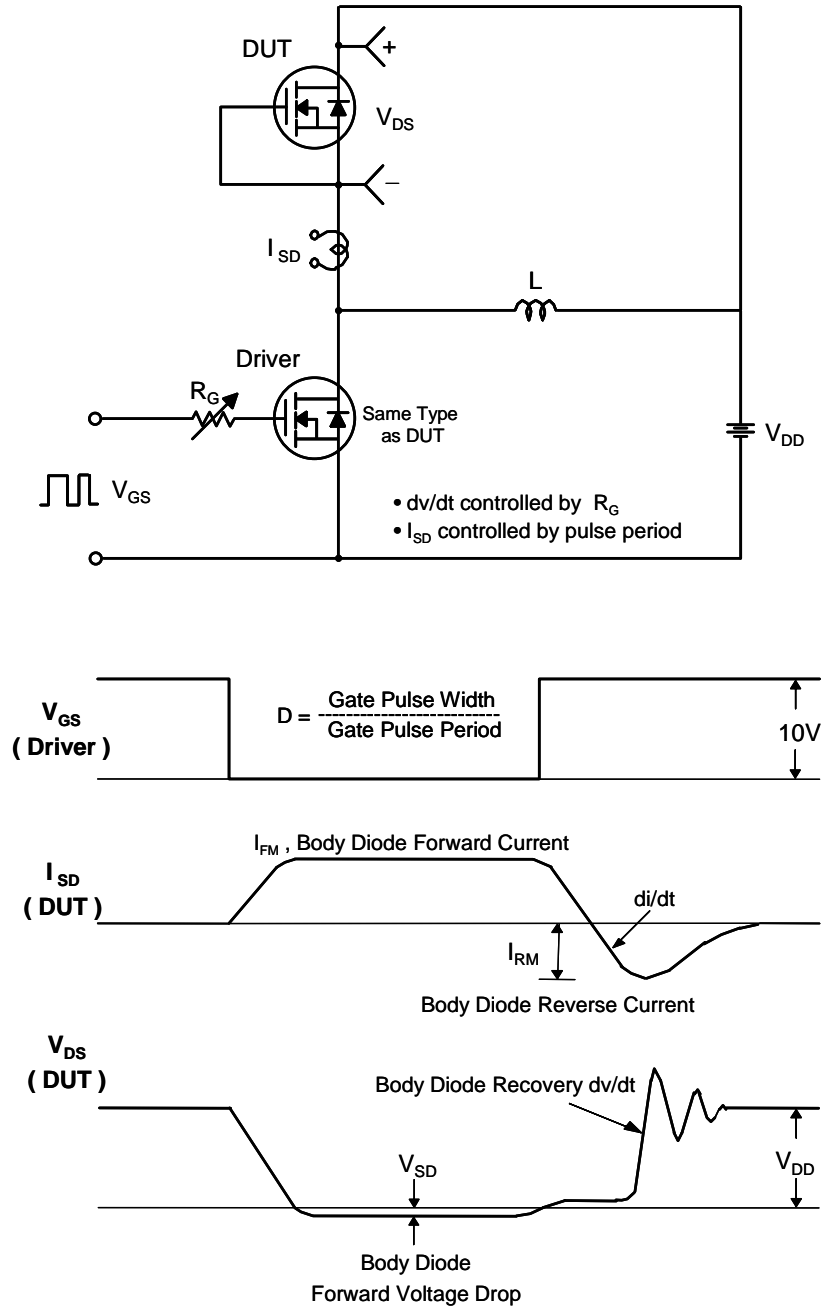 DUT
+
V_DS
_
I_SD
L
Driver
R_G
Same Type
as DUT
V_DD
V_GS
• dv/dt controlled by R_G
• I_SD controlled by pulse period
V_GS
( Driver )
D = Gate Pulse Width
--------------------------
Gate Pulse Period
10V
I_FM , Body Diode Forward Current
I_SD
( DUT )
di/dt
I_RM
Body Diode Reverse Current
V_DS
( DUT )
Body Diode Recovery dv/dt
V_SD
V_DD
Body Diode
Forward Voltage Drop